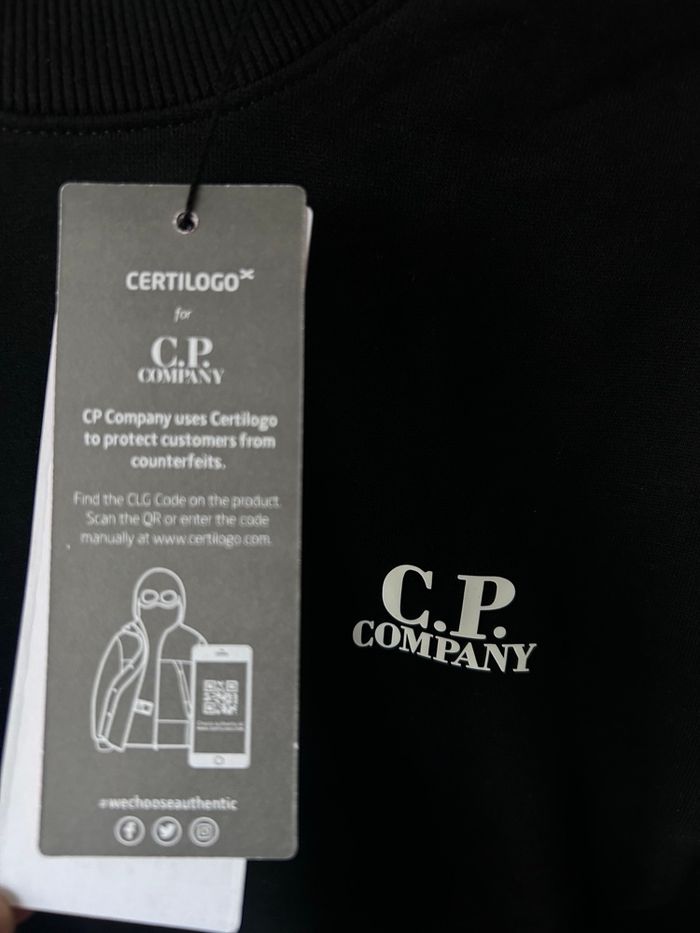 CERTILOGO
for
C.P.
COMPANY
CP Company uses Certilogo
to protect customers from
counterfeits.
Find the CLG Code on the product.
Scan the QR or enter the code
manually at www.certilogo.com.
#wechooseauthentic
C.P.
COMPANY